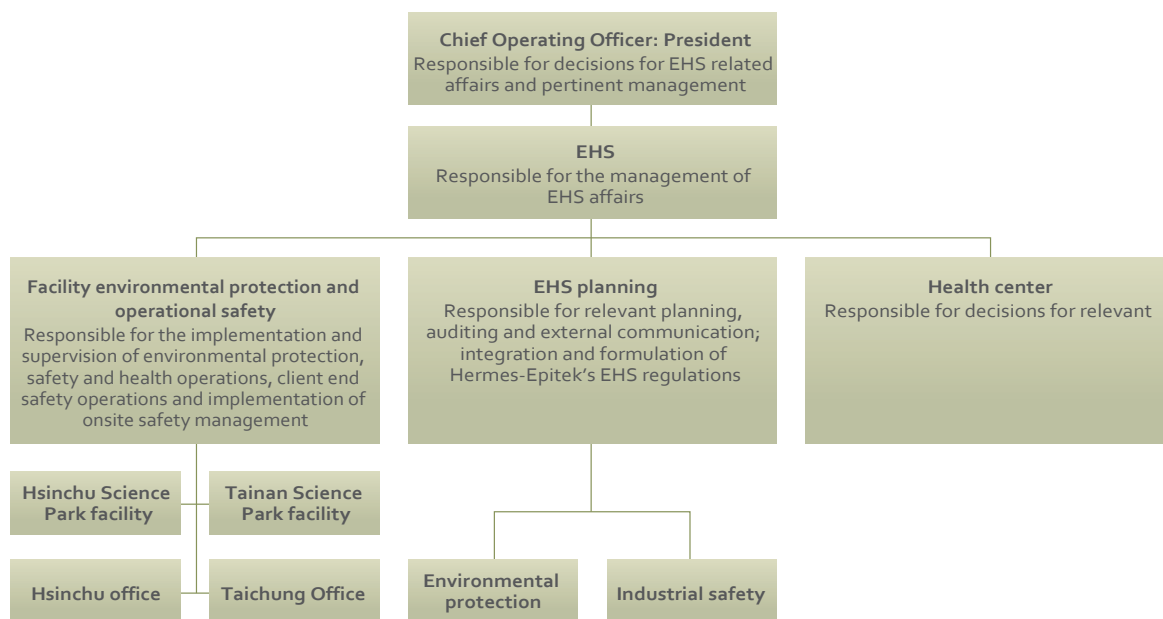 Chief Operating Officer: President
Responsible for decisions for EHS related
affairs and pertinent management
EHS
Responsible for the management of
EHS affairs
Facility environmental protection and
operational safety
Responsible for the implementation and
supervision of environmental protection,
safety and health operations, client end
safety operations and implementation of
onsite safety management
EHS planning
Responsible for relevant planning,
auditing and external communication;
integration and formulation of
Hermes-Epitek’s EHS regulations
Health center
Responsible for decisions for relevant
Hsinchu Science
Park facility
Tainan Science
Park facility
Hsinchu office
Taichung Office
Environmental
protection
Industrial safety